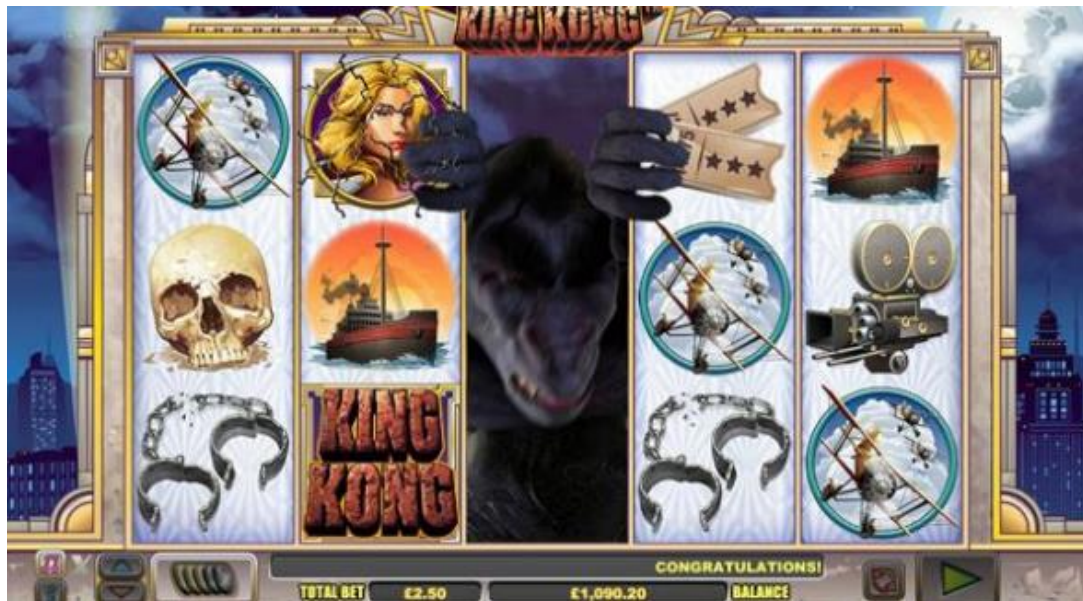 KING KONG
KING
KONG
CONGRATULATIONS!
TOTAL BET £2.50 £1,090.20 BALANCE